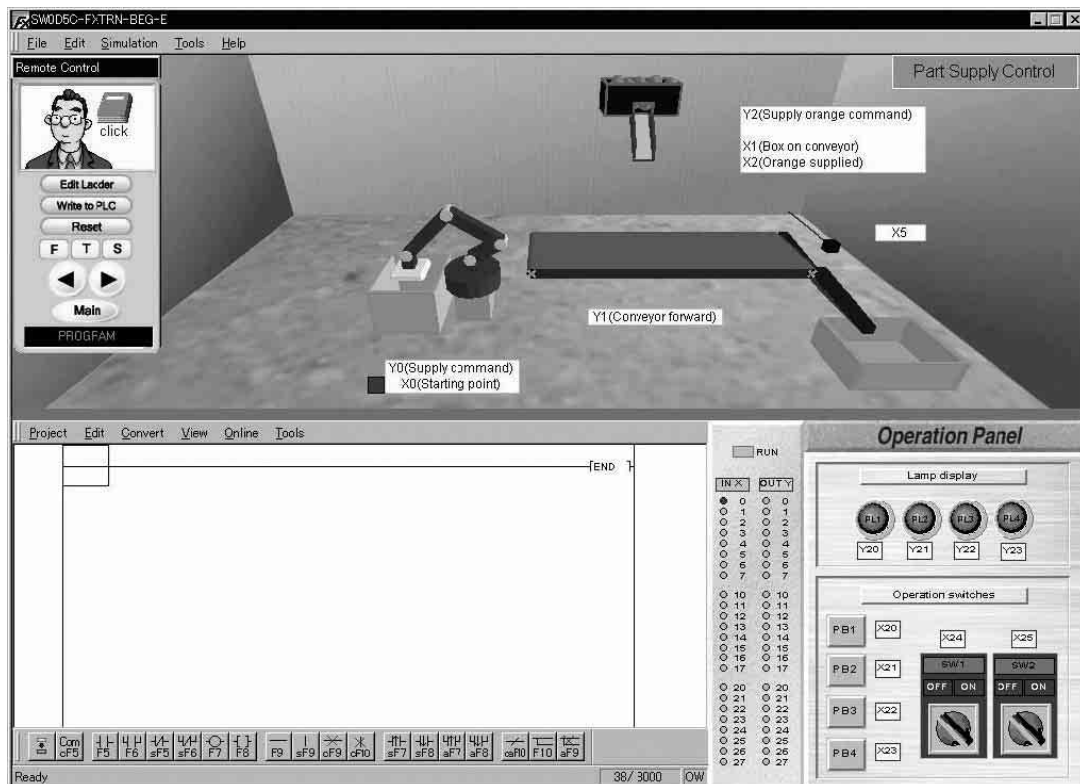 SW0D5C-FXTRN-BEG-E
File Edit Simulation Tools Help
Remote Control
click
Edit Ladder
Write to PLC
Reset
F T S
Main
PROGRAM
Part Supply Control
Y2(Supply orange command)
X1(Box on conveyor)
X2(Orange supplied)
X5
Y1(Conveyor forward)
Y0(Supply command)
X0(Starting point)
Project Edit Convert View Online Tools
END
RUN
IN X OUT Y
0 0
1 1
2 2
3 3
4 4
5 5
6 6
7 7
10 10
11 11
12 12
13 13
14 14
15 15
16 16
17 17
20 20
21 21
22 22
23 23
24 24
25 25
26 26
27 27
Operation Panel
Lamp display
PL1 PL2 PL3 PL4
Y20 Y21 Y22 Y23
Operation switches
PB1 X20
PB2 X21
PB3 X22
PB4 X23
X24 X25
SW1 SW2
OFF ON OFF ON
Com
cF5 F5 F6 sF5 sF6 F7 F8 F9 sF9 cF9 cF10 sF7 sF8 aF7 aF8 caF10 F10 aF9
Ready 38/ 3000 OW